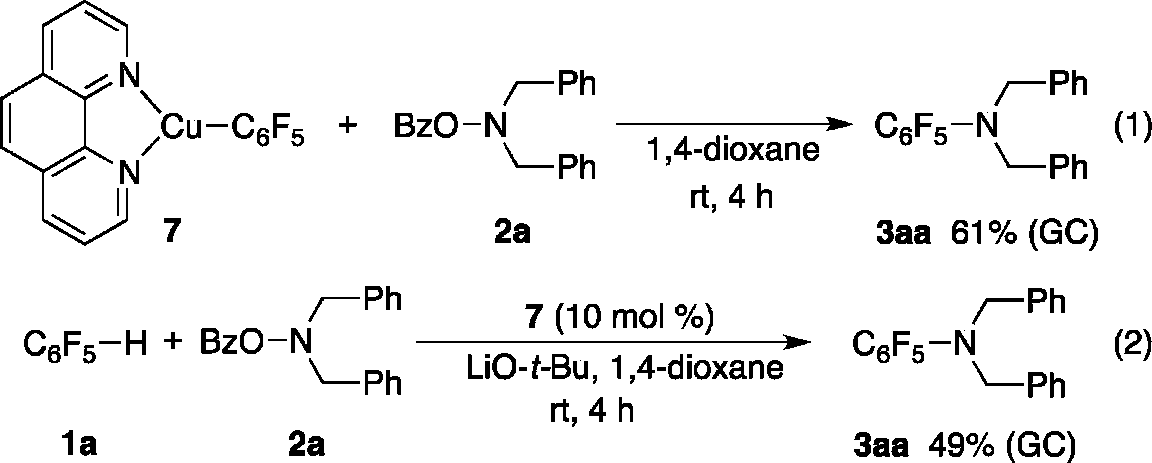 N
Cu—C6F5 + BzO—N Ph Ph 1,4-dioxane rt, 4 h C6F5—N Ph Ph (1)
N
7 2a 3aa 61% (GC)
C6F5—H + BzO—N Ph Ph 7 (10 mol %) LiO-t-Bu, 1,4-dioxane rt, 4 h C6F5—N Ph Ph (2)
1a 2a 3aa 49% (GC)